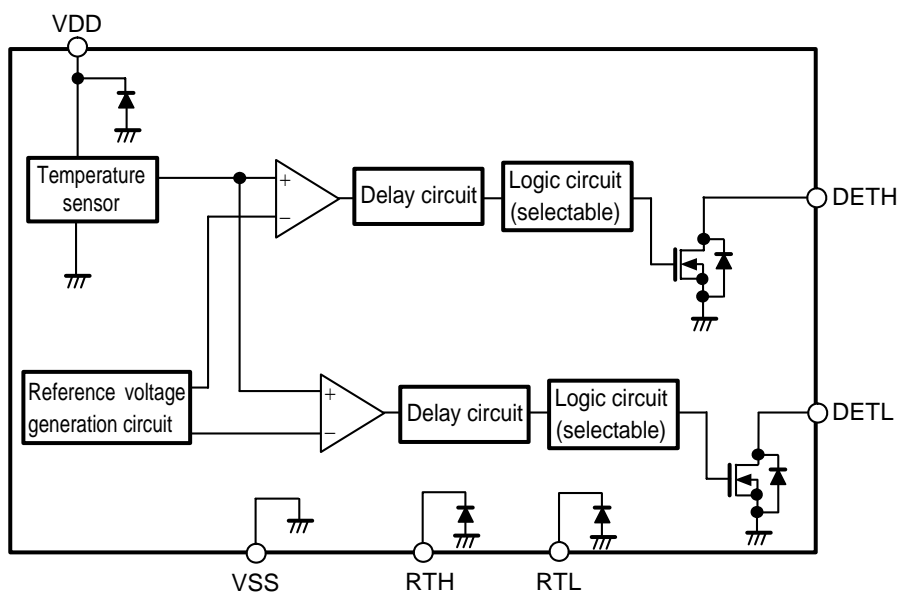 VDD
Temperature
sensor
+
−
Delay circuit
Logic circuit
(selectable)
DETH
Reference voltage
generation circuit
+
−
Delay circuit
Logic circuit
(selectable)
DETL
VSS
RTH
RTL